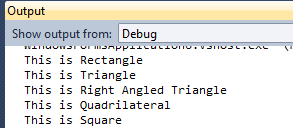 Output
Show output from: Debug
This is Rectangle
This is Triangle
This is Right Angled Triangle
This is Quadrilateral
This is Square